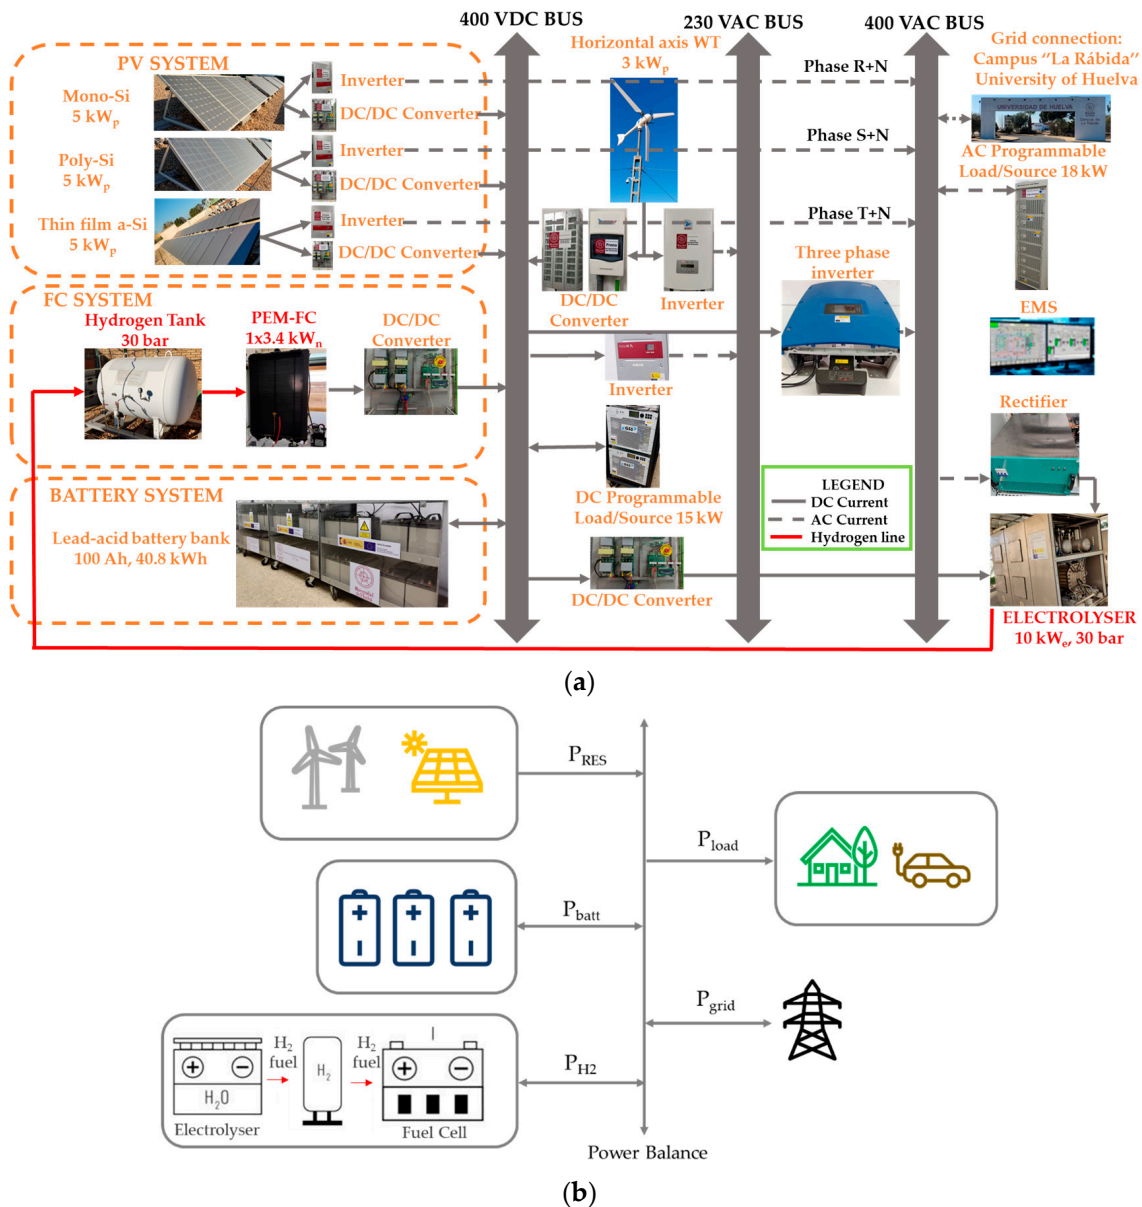 400 VDC BUS
230 VAC BUS
400 VAC BUS
PV SYSTEM
Mono-Si
5 kWp
Inverter
DC/DC Converter
Poly-Si
5 kWp
Inverter
DC/DC Converter
Thin film a-Si
5 kWp
Inverter
DC/DC Converter
Horizontal axis WT
3 kWp
Phase R+N
Phase S+N
Phase T+N
DC/DC
Converter
Inverter
Three phase
inverter
Grid connection:
Campus “La Rábida”
University of Huelva
UNIVERSIDAD DE HUELVA
AC Programmable
Load/Source 18 kW
FC SYSTEM
Hydrogen Tank
30 bar
PEM-FC
1x3.4 kWn
DC/DC
Converter
Inverter
EMS
Rectifier
DC Programmable
Load/Source 15 kW
LEGEND
DC Current
AC Current
Hydrogen line
BATTERY SYSTEM
Lead-acid battery bank
100 Ah, 40.8 kWh
DC/DC Converter
ELECTROLYSER
10 kWe, 30 bar
(a)
PRES
Pload
Pbatt
Pgrid
H2
fuel
H2
fuel
H2O
H2
Electrolyser
Fuel Cell
PH2
Power Balance
(b)